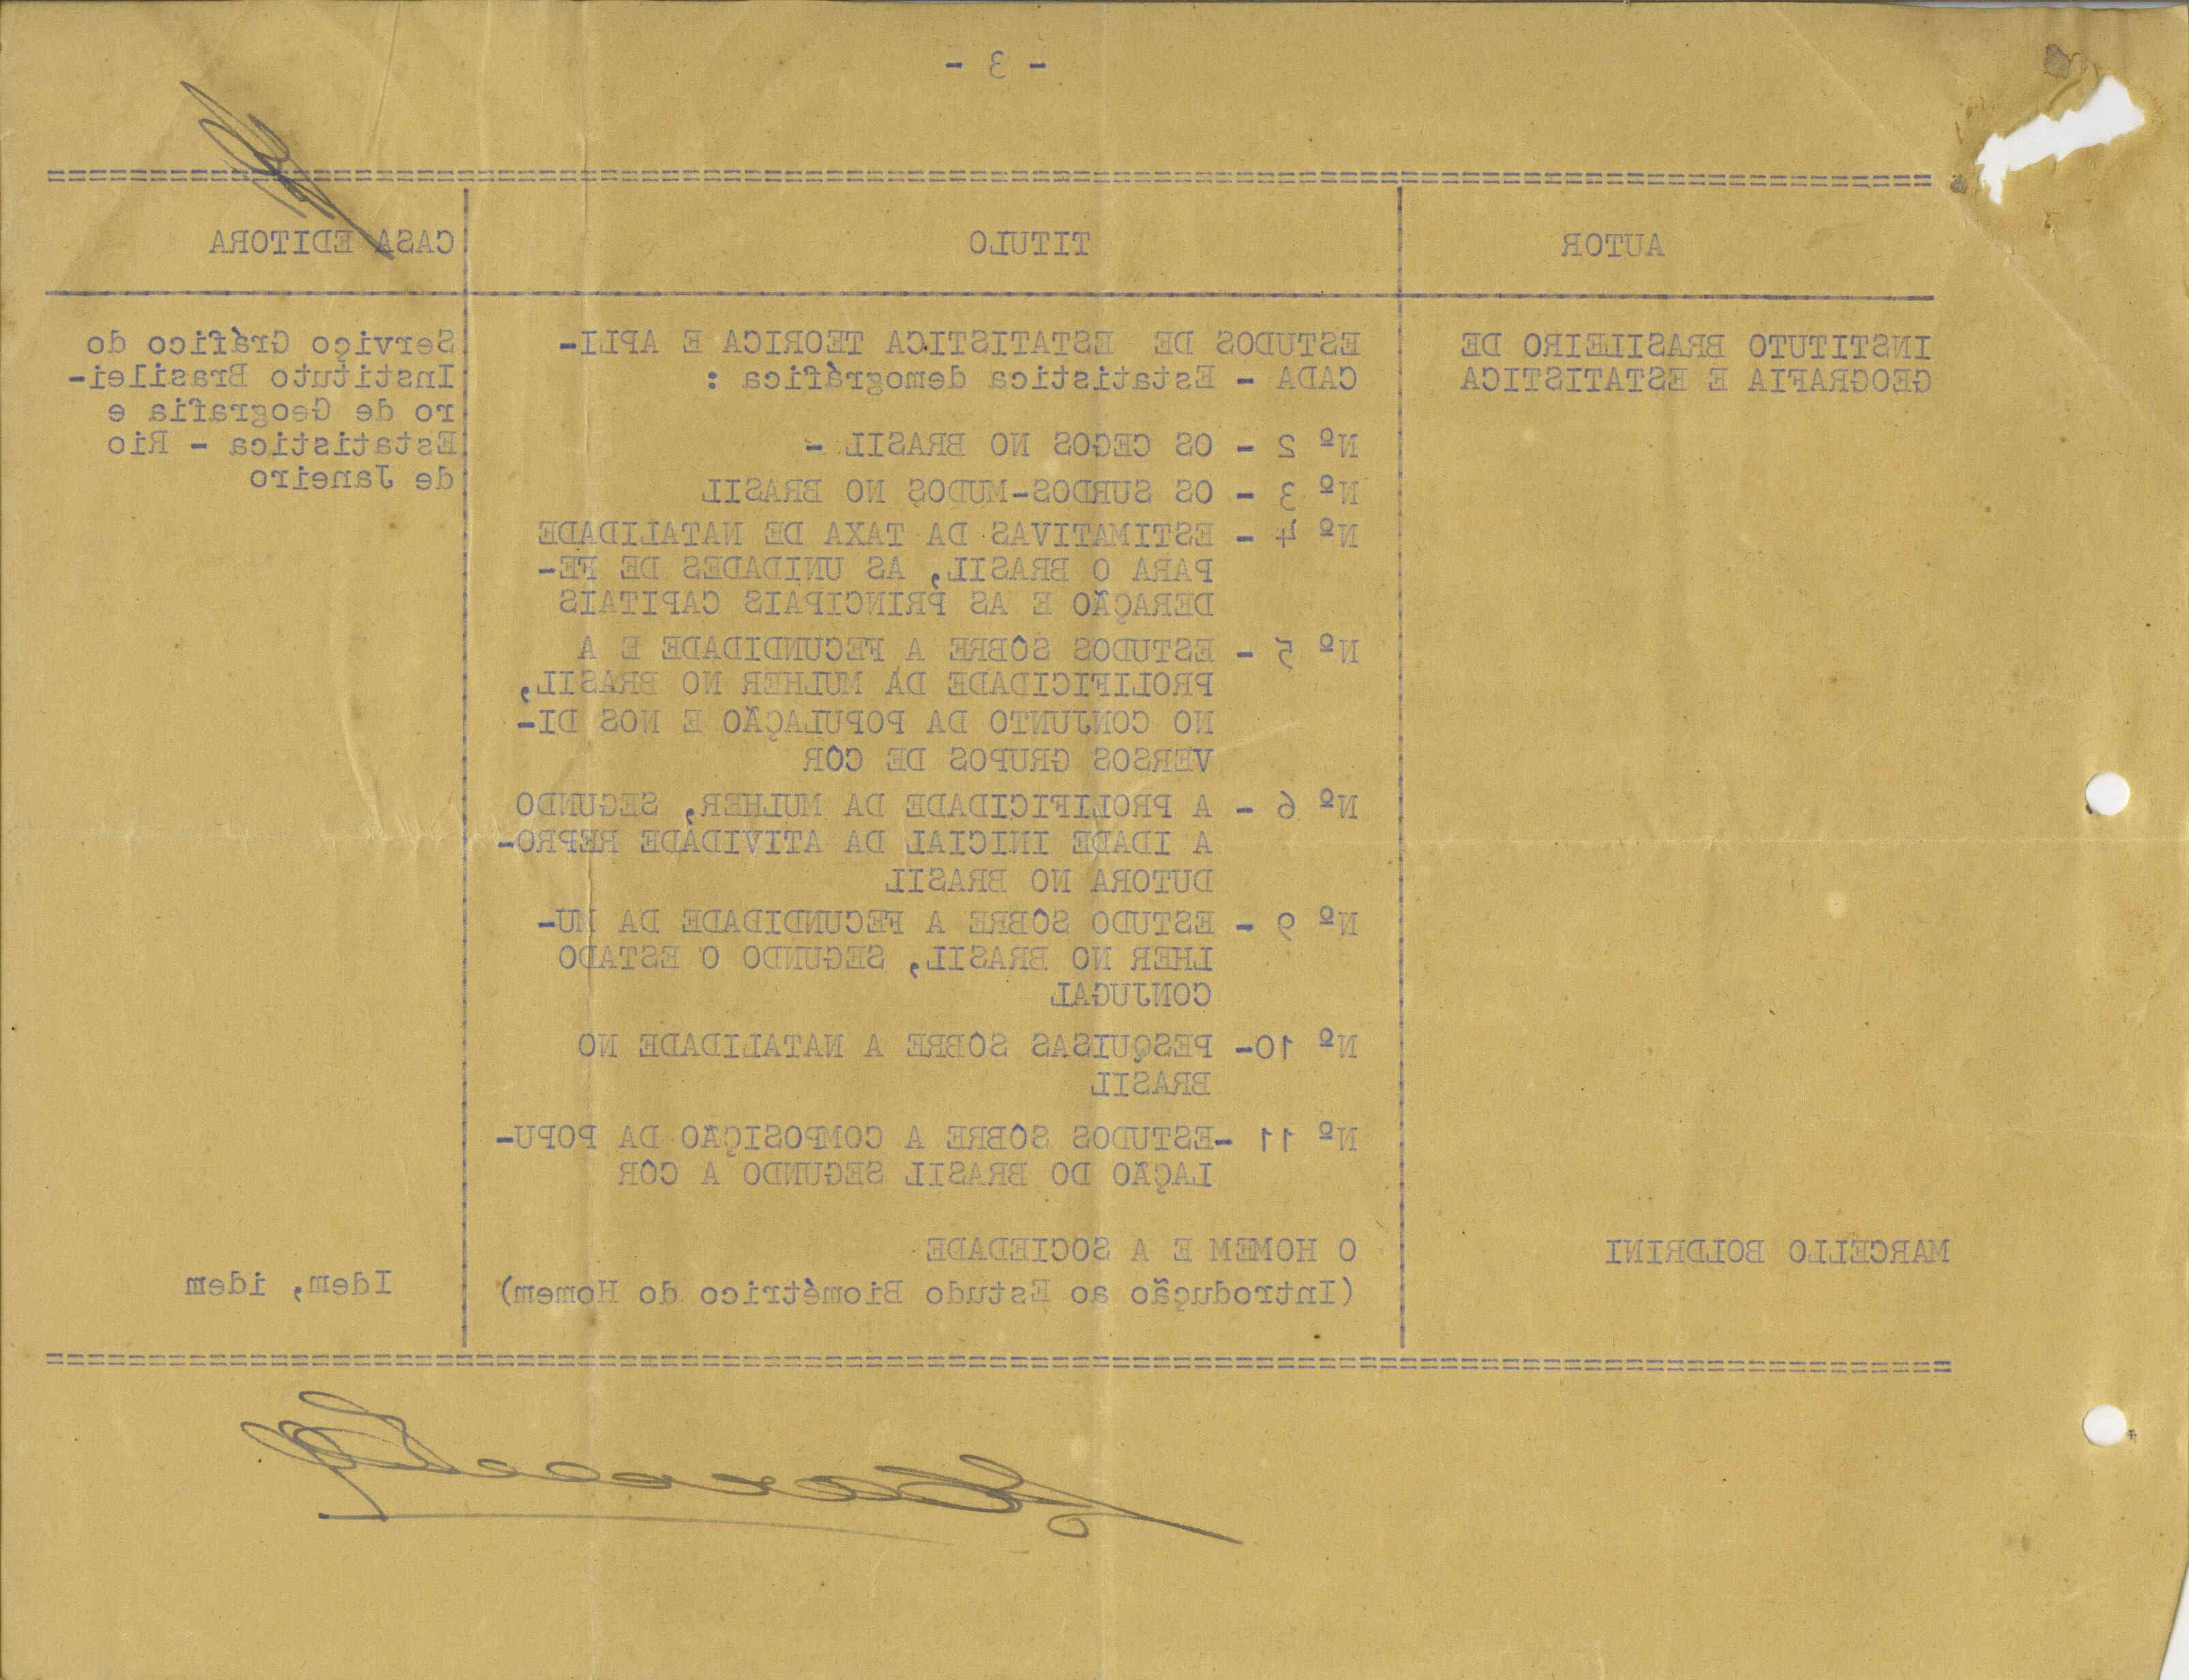 - 3 -
AUTOR TITULO CASA EDITORA
INSTITUTO BRASILEIRO DE
GEOGRAFIA E ESTATISTICA
ESTUDOS DE ESTATISTICA TEORICA E APLI-
CADA - Estatistica demográfica :
Nº 2 - OS CEGOS NO BRASIL -
Nº 3 - OS SURDOS-MUDOS NO BRASIL
Nº 4 - ESTIMATIVAS DA TAXA DE NATALIDADE
PARA O BRASIL, AS UNIDADES DE FE-
DERAÇÃO E AS PRINCIPAIS CAPITAIS
Nº 5 - ESTUDOS SÔBRE A FECUNDIDADE E A
PROLIFICIDADE DA MULHER NO BRASIL,
NO CONJUNTO DA POPULAÇÃO E NOS DI-
VERSOS GRUPOS DE CÔR
Nº 6 - A PROLIFICIDADE DA MULHER, SEGUNDO
A IDADE INICIAL DA ATIVIDADE REPRO-
DUTORA NO BRASIL
Nº 9 - ESTUDO SÔBRE A FECUNDIDADE DA MU-
LHER NO BRASIL, SEGUNDO O ESTADO
CONJUGAL
Nº 10- PESQUISAS SÔBRE A NATALIDADE NO
BRASIL
Nº 11 -ESTUDOS SÔBRE A COMPOSIÇÃO DA POPU-
LAÇÃO DO BRASIL SEGUNDO A CÔR
Serviço Gráfico do
Instituto Brasilei-
ro de Geografia e
Estatistica - Rio
de Janeiro
MARCELLO BOLDRINI
O HOMEM E A SOCIEDADE
(Introdução ao Estudo Biométrico do Homem)
Idem, idem